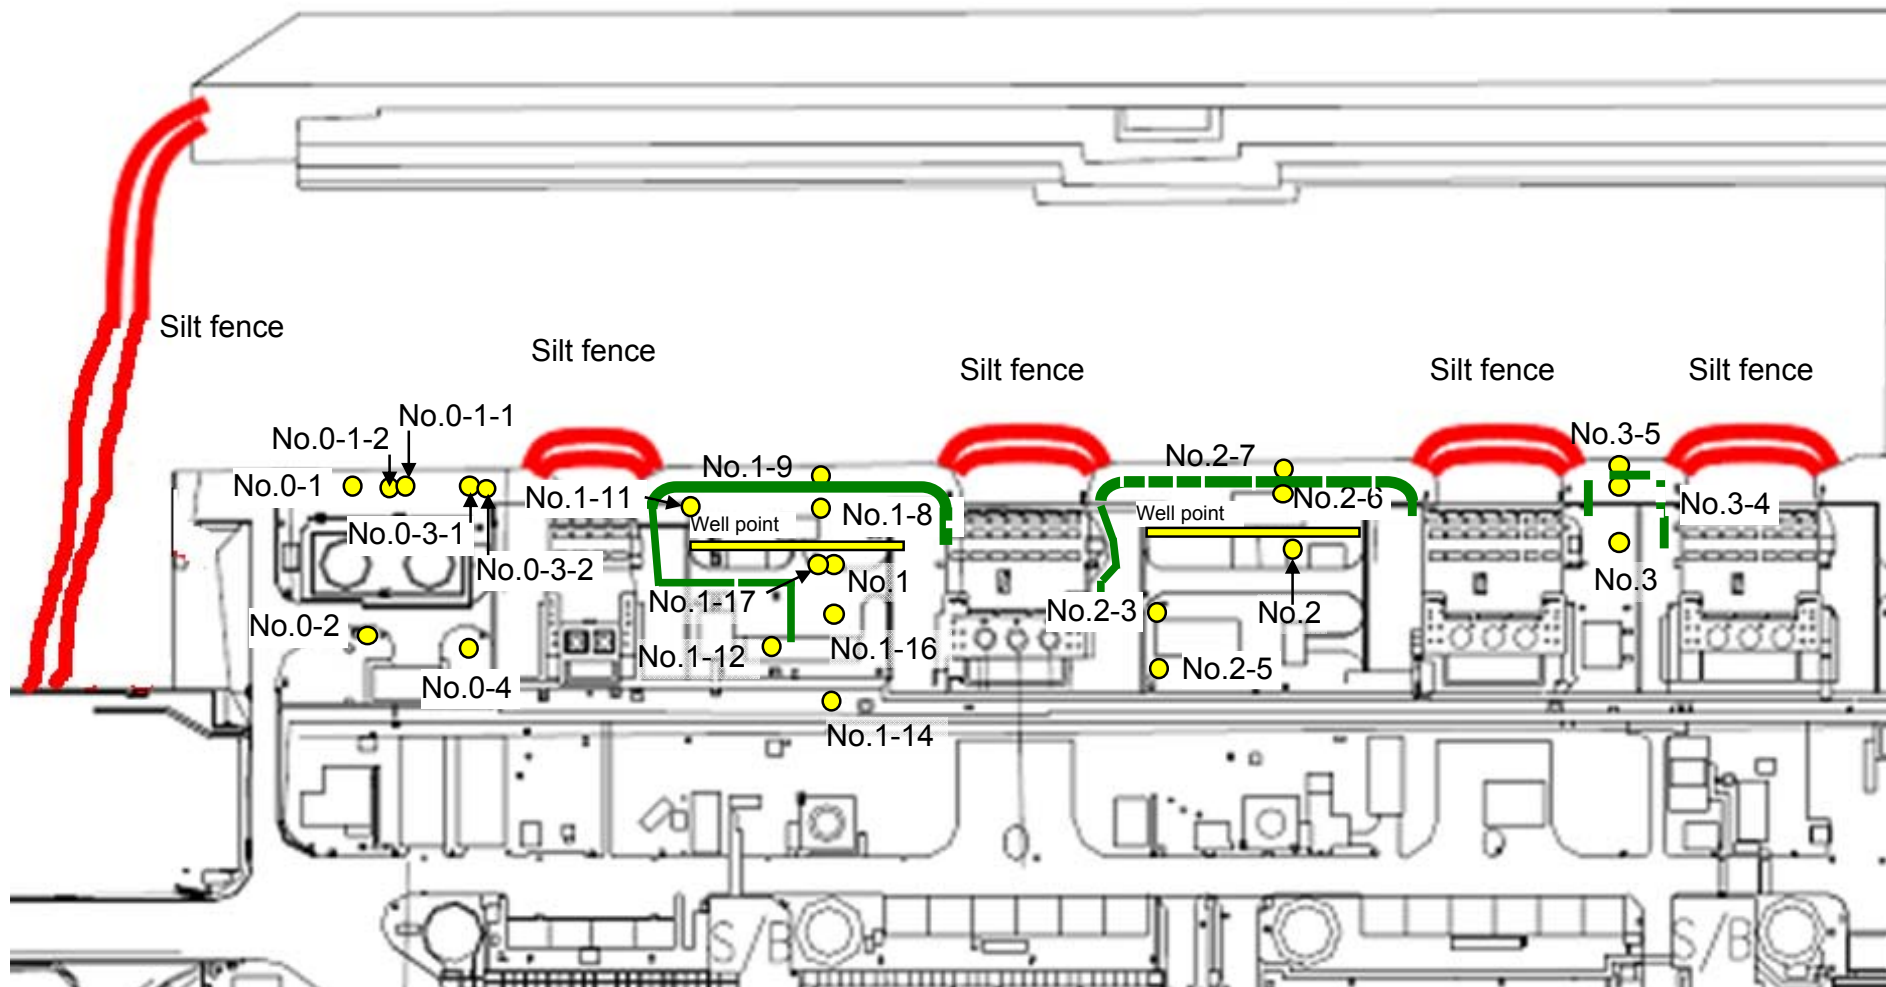 Silt fence
Silt fence
Silt fence
Silt fence
Silt fence
No.0-1-1
No.0-1-2
No.3-5
No.2-7
No.1-9
No.0-1
No.1-11
No.2-6
No.3-4
Well point
No.1-8
Well point
No.0-3-1
No.0-3-2
No.1
No.3
No.1-17
No.2-3
No.2
No.0-2
No.1-16
No.1-12
No.2-5
No.0-4
No.1-14
S/B
S/B